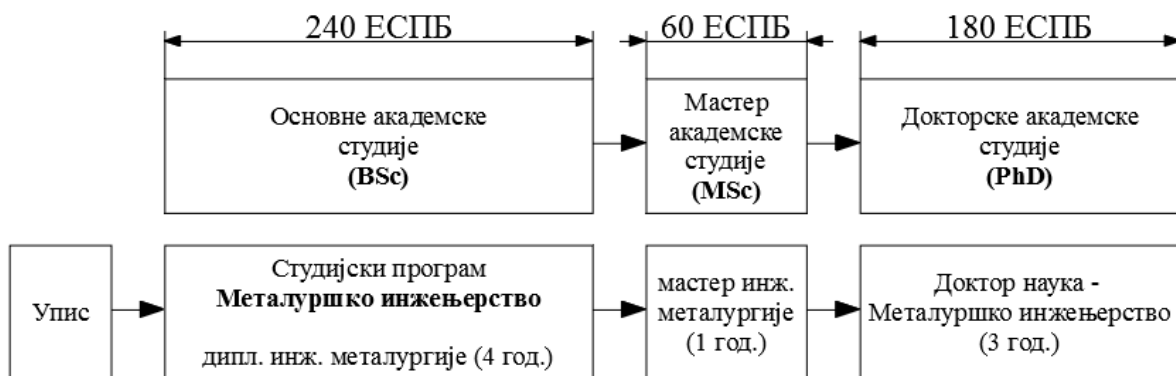 240 ЕСПБ
60 ЕСПБ
180 ЕСПБ
Основне академске
студије
(BSc)
Мастер
академске
студије
(MSc)
Докторске академске
студије
(PhD)
Упис
Студијски програм
Металуршко инжењерство
дипл. инж. металургије (4 год.)
мастер инж.
металургије
(1 год.)
Доктор наука -
Металуршко инжењерство
(3 год.)